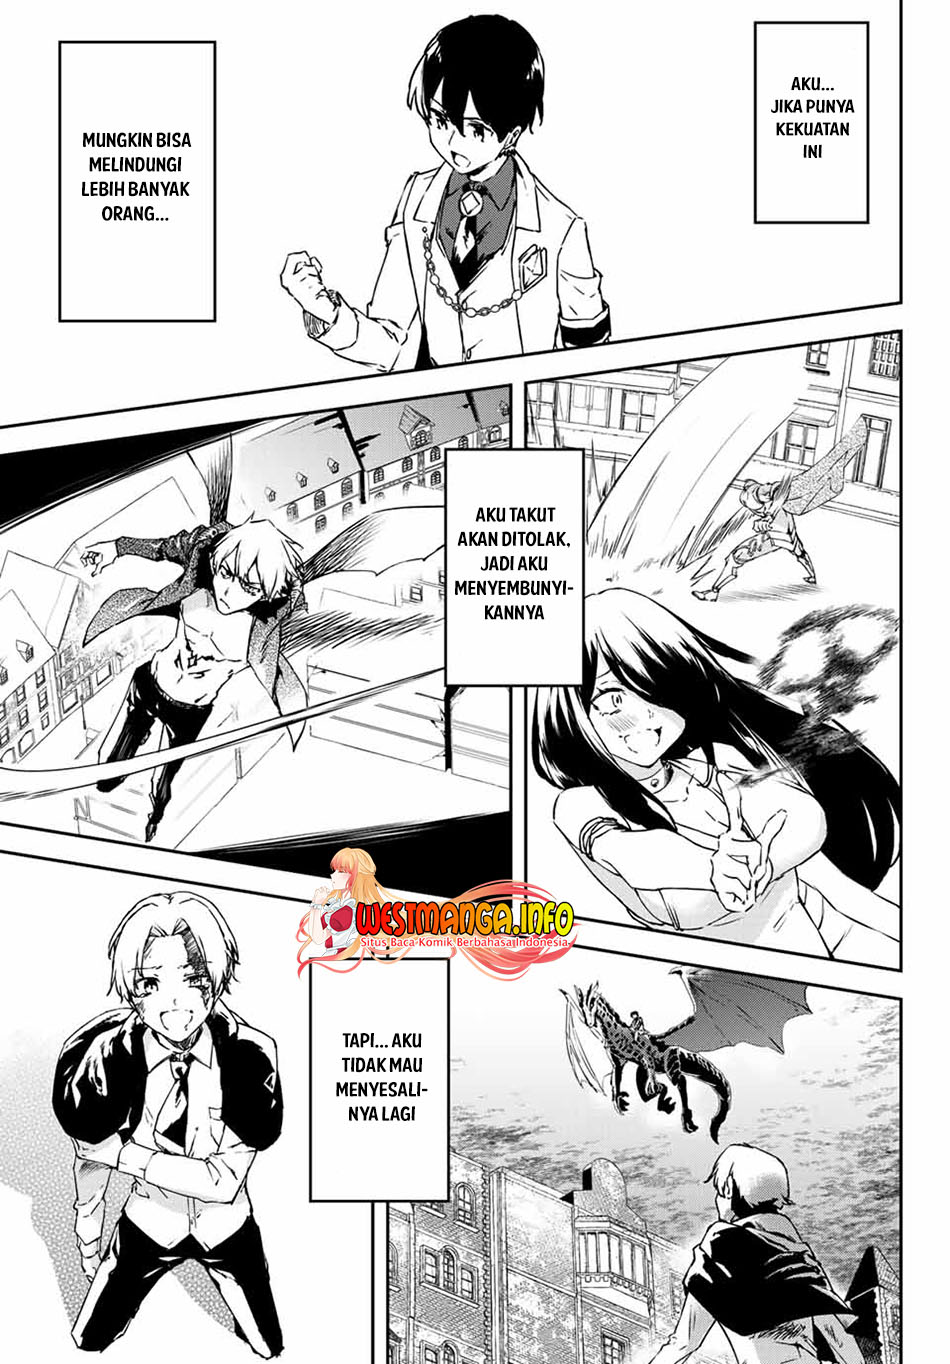 AKU...
JIKA PUNYA
KEKUATAN
INI
MUNGKIN BISA
MELINDUNGI
LEBIH BANYAK
ORANG...
AKU TAKUT
AKAN DITOLAK,
JADI AKU
MENYEMBUNYI-
KANNYA
WESTMANGA.INFO
Situs Baca Komik Berbahasa Indonesia
TAPI... AKU
TIDAK MAU
MENYESALI-
NYA LAGI